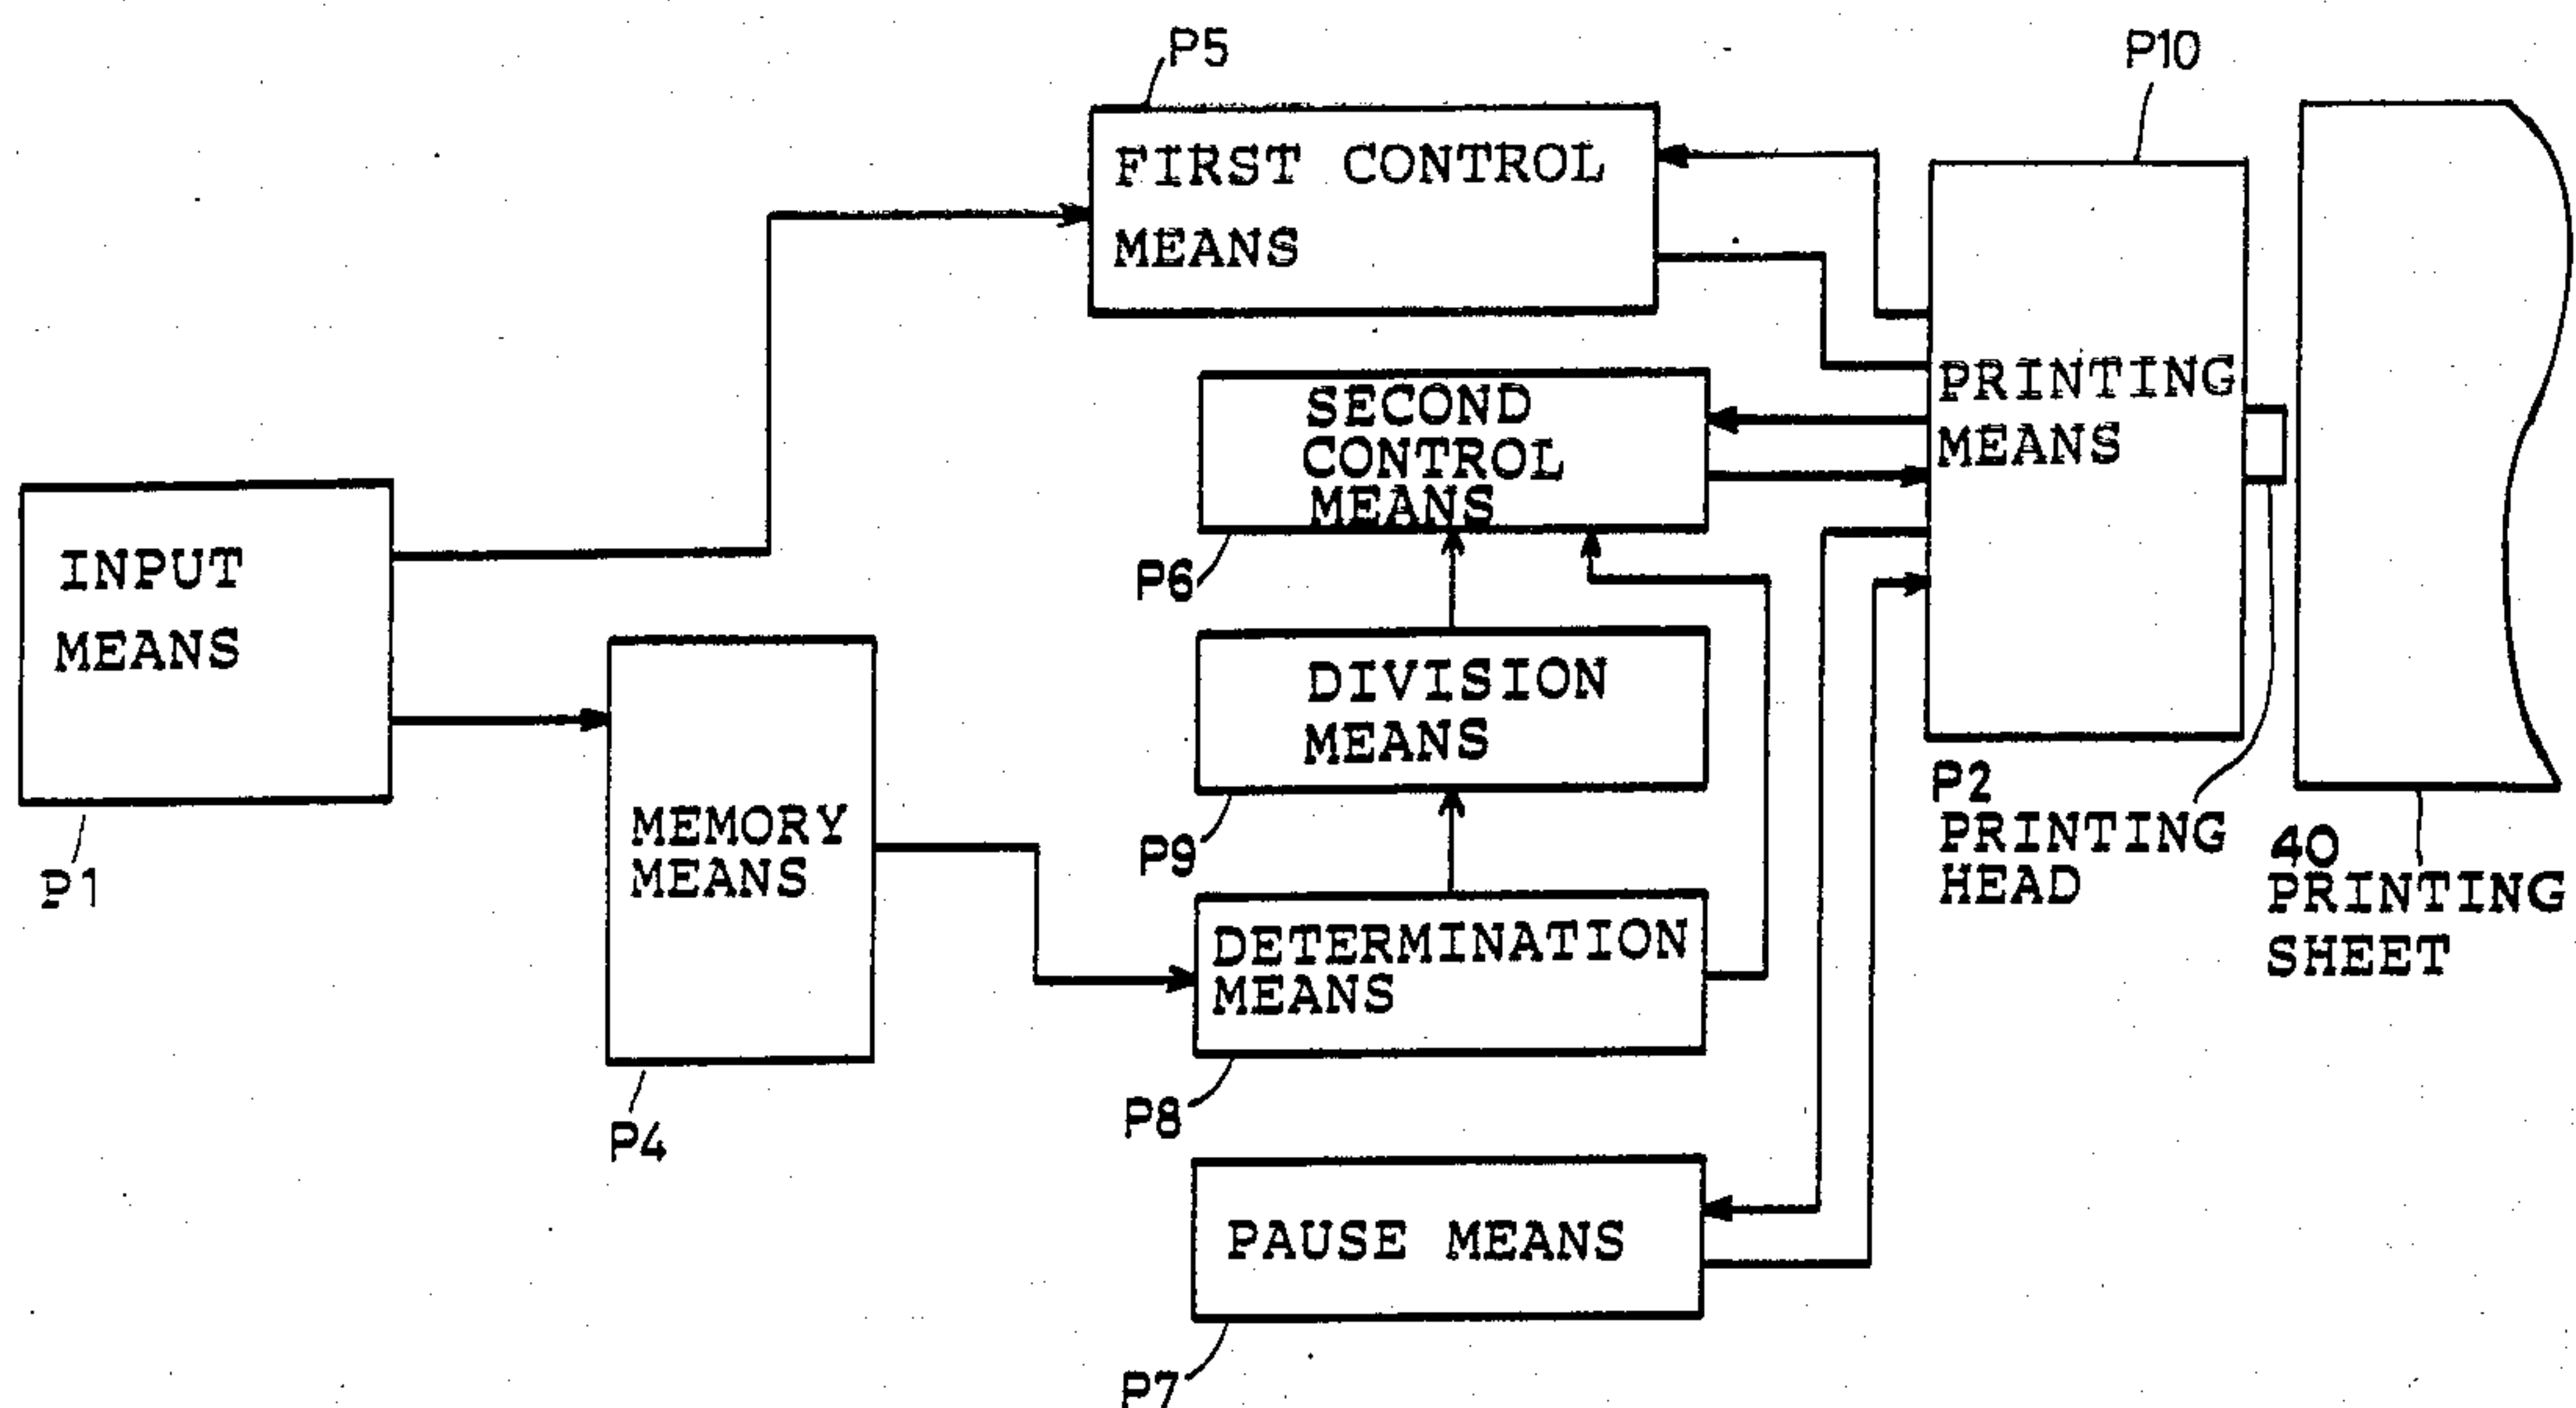 P5
P10
FIRST CONTROL
MEANS
PRINTING
MEANS
SECOND
CONTROL
MEANS
INPUT
MEANS
P6
DIVISION
MEANS
P1
MEMORY
MEANS
P9
P2
PRINTING
HEAD
40
PRINTING
SHEET
DETERMINATION
MEANS
P4
P8
PAUSE MEANS
P7